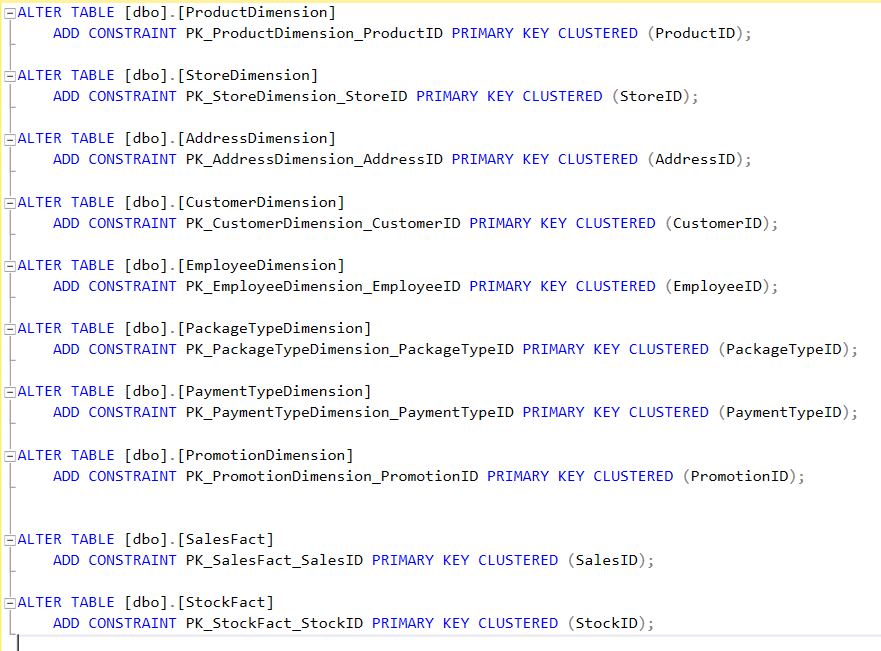 ALTER TABLE [dbo].[ProductDimension]
ADD CONSTRAINT PK_ProductDimension_ProductID PRIMARY KEY CLUSTERED (ProductID);
ALTER TABLE [dbo].[StoreDimension]
ADD CONSTRAINT PK_StoreDimension_StoreID PRIMARY KEY CLUSTERED (StoreID);
ALTER TABLE [dbo].[AddressDimension]
ADD CONSTRAINT PK_AddressDimension_AddressID PRIMARY KEY CLUSTERED (AddressID);
ALTER TABLE [dbo].[CustomerDimension]
ADD CONSTRAINT PK_CustomerDimension_CustomerID PRIMARY KEY CLUSTERED (CustomerID);
ALTER TABLE [dbo].[EmployeeDimension]
ADD CONSTRAINT PK_EmployeeDimension_EmployeeID PRIMARY KEY CLUSTERED (EmployeeID);
ALTER TABLE [dbo].[PackageTypeDimension]
ADD CONSTRAINT PK_PackageTypeDimension_PackageTypeID PRIMARY KEY CLUSTERED (PackageTypeID);
ALTER TABLE [dbo].[PaymentTypeDimension]
ADD CONSTRAINT PK_PaymentTypeDimension_PaymentTypeID PRIMARY KEY CLUSTERED (PaymentTypeID);
ALTER TABLE [dbo].[PromotionDimension]
ADD CONSTRAINT PK_PromotionDimension_PromotionID PRIMARY KEY CLUSTERED (PromotionID);
ALTER TABLE [dbo].[SalesFact]
ADD CONSTRAINT PK_SalesFact_SalesID PRIMARY KEY CLUSTERED (SalesID);
ALTER TABLE [dbo].[StockFact]
ADD CONSTRAINT PK_StockFact_StockID PRIMARY KEY CLUSTERED (StockID);